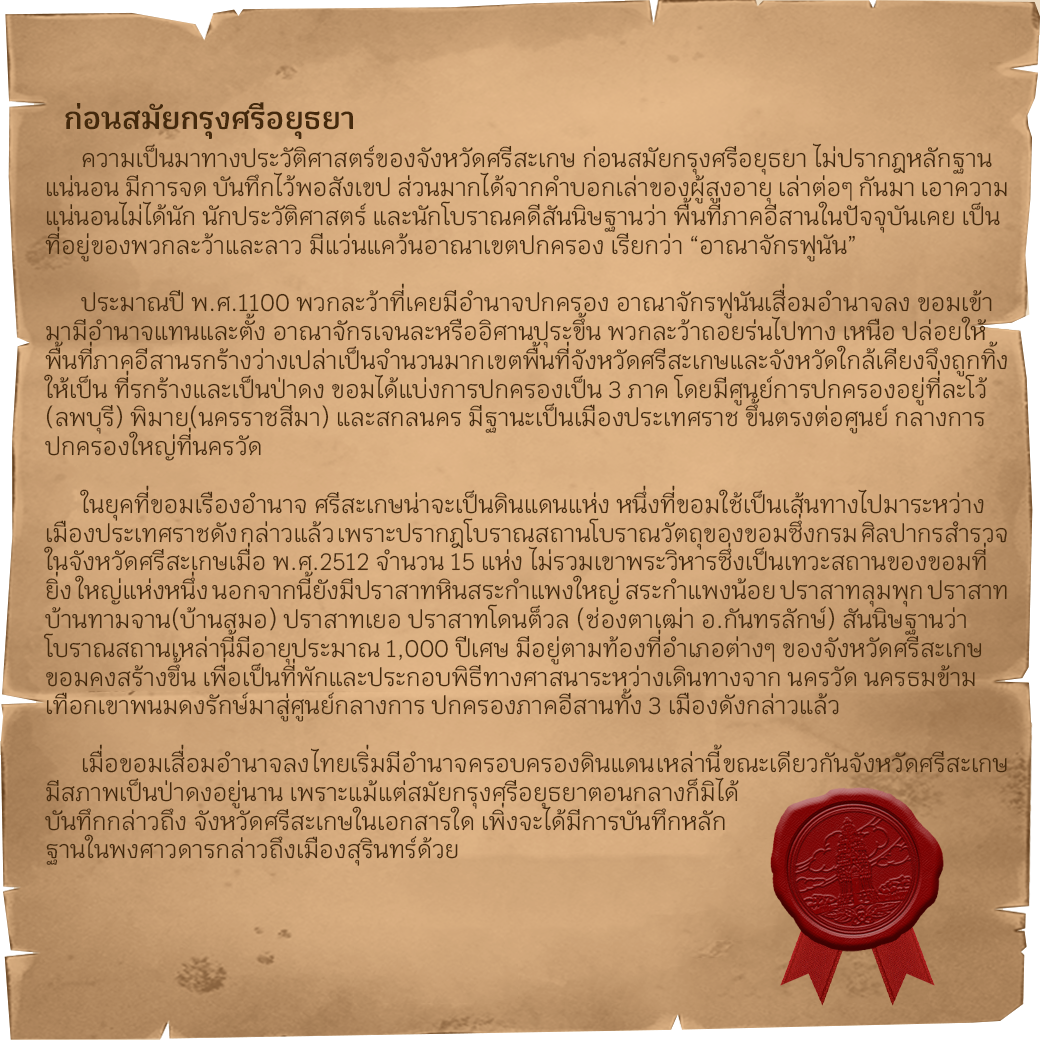 ก่อนสมัยกรุงศรีอยุธยา
ความเป็นมาทางประวัติศาสตร์ของจังหวัดศรีสะเกษ ก่อนสมัยกรุงศรีอยุธยา ไม่ปรากฎหลักฐาน
แน่นอน มีการจด บันทึกไว้พอสังเขป ส่วนมากได้จากคำบอกเล่าของผู้สูงอายุ เล่าต่อๆ กันมา เอาความ
แน่นอนไม่ได้นัก นักประวัติศาสตร์ และนักโบราณคดีสันนิษฐานว่า พื้นที่ภาคอีสานในปัจจุบันเคย เป็น
ที่อยู่ของพวกละว้าและลาว มีแว่นแคว้นอาณาเขตปกครอง เรียกว่า “อาณาจักรฟูนัน”
ประมาณปี พ.ศ.1100 พวกละว้าที่เคยมีอำนาจปกครอง อาณาจักรฟูนันเสื่อมอำนาจลง ขอมเข้า
มามีอำนาจแทนและตั้ง อาณาจักรเจนละหรืออิศานปุระขึ้น พวกละว้าถอยร่นไปทาง เหนือ ปล่อยให้
พื้นที่ภาคอีสานรกร้างว่างเปล่าเป็นจำนวนมากเขตพื้นที่จังหวัดศรีสะเกษและจังหวัดใกล้เคียงจึงถูกทิ้ง
ให้เป็น ที่รกร้างและเป็นป่าดง ขอมได้แบ่งการปกครองเป็น 3 ภาค โดยมีศูนย์การปกครองอยู่ที่ละโว้
(ลพบุรี) พิมาย(นครราชสีมา) และสกลนคร มีฐานะเป็นเมืองประเทศราช ขึ้นตรงต่อศูนย์ กลางการ
ปกครองใหญ่ที่นครวัด
ในยุคที่ขอมเรืองอำนาจ ศรีสะเกษน่าจะเป็นดินแดนแห่ง หนึ่งที่ขอมใช้เป็นเส้นทางไปมาระหว่าง
เมืองประเทศราชดังกล่าวแล้วเพราะปรากฎโบราณสถานโบราณวัตถุของขอมซึ่งกรม ศิลปากรสำรวจ
ในจังหวัดศรีสะเกษเมื่อ พ.ศ.2512 จำนวน 15 แห่ง ไม่รวมเขาพระวิหารซึ่งเป็นเทวะสถานของขอมที่
ยิ่ง ใหญ่แห่งหนึ่ง นอกจากนี้ยังมีปราสาทหินสระกำแพงใหญ่ สระกำแพงน้อย ปราสาทลุมพุก ปราสาท
บ้านทามจาน(บ้านสมอ) ปราสาทเยอ ปราสาทโดนต็วล (ช่องตาเฒ่า อ.กันทรลักษ์) สันนิษฐานว่า
โบราณสถานเหล่านี้มีอายุประมาณ 1,000 ปีเศษ มีอยู่ตามท้องที่อำเภอต่างๆ ของจังหวัดศรีสะเกษ
ขอมคงสร้างขึ้น เพื่อเป็นที่พักและประกอบพิธีทางศาสนาระหว่างเดินทางจาก นครวัด นครธมข้าม
เทือกเขาพนมดงรักษ์มาสู่ศูนย์กลางการ ปกครองภาคอีสานทั้ง 3 เมืองดังกล่าวแล้ว
เมื่อขอมเสื่อมอำนาจลงไทยเริ่มมีอำนาจครอบครองดินแดนเหล่านี้ขณะเดียวกันจังหวัดศรีสะเกษ
มีสภาพเป็นป่าดงอยู่นาน เพราะแม้แต่สมัยกรุงศรีอยุธยาตอนกลางก็มิได้
บันทึกกล่าวถึง จังหวัดศรีสะเกษในเอกสารใด เพิ่งจะได้มีการบันทึกหลัก
ฐานในพงศาวดารกล่าวถึงเมืองสุรินทร์ด้วย